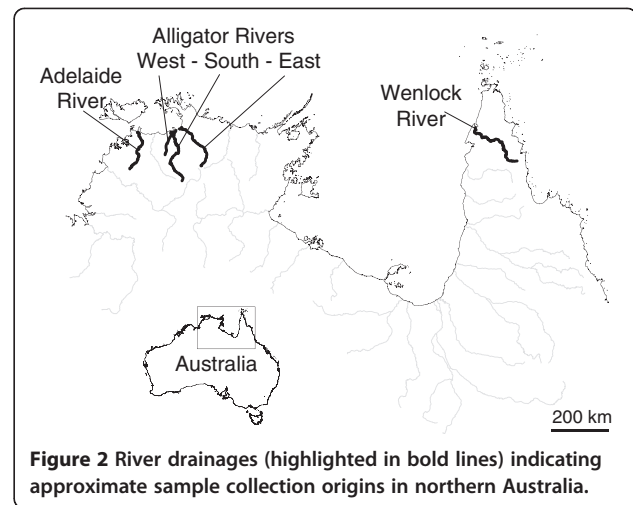 Alligator Rivers
West - South - East
Adelaide
River
Wenlock
River
Australia
200 km
Figure 2 River drainages (highlighted in bold lines) indicating
approximate sample collection origins in northern Australia.